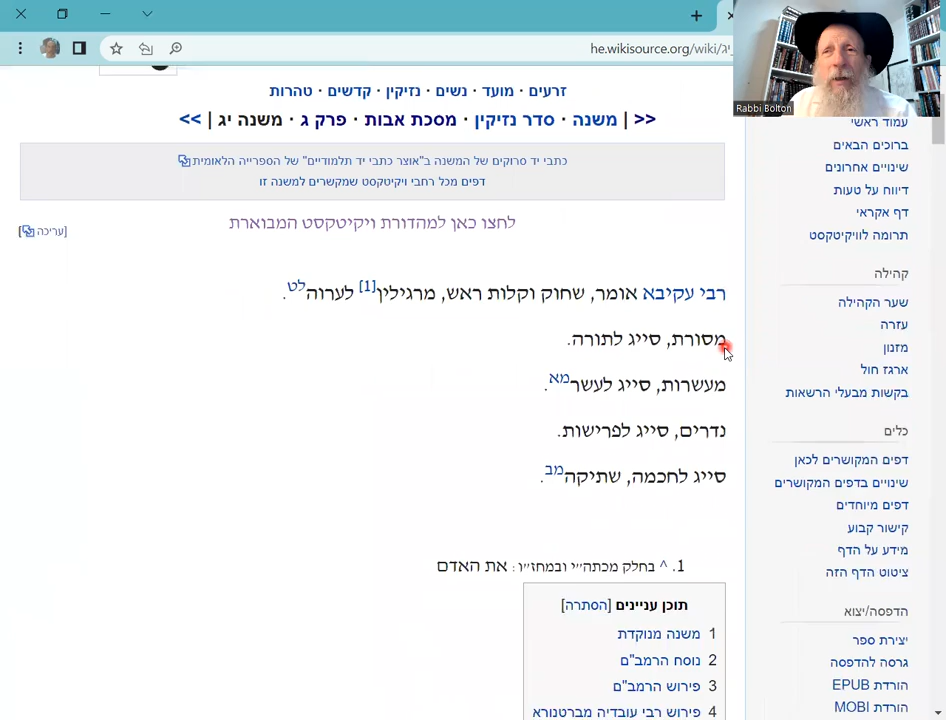 he.wikisource.org/wiki/
Rabbi Bolton
זרעים · מועד · נשים · נזיקין · קדשים · טהרות
<< | משנה · סדר נזיקין · מסכת אבות · פרק ג · משנה יג | >>
כתבי יד סרוקים של המשנה ב"אוצר כתבי יד תלמודיים" של הספרייה הלאומית
דפים מכל רחבי ויקיטקסט שמקשרים למשנה זו
לחצו כאן למהדורת ויקיטקסט המבוארת
[עריכה]
רבי עקיבא אומר, שחוק וקלות ראש, מרגילין[1] לערוהלט.
מסורת, סייג לתורה.
מעשרות, סייג לעשרמא.
נדרים, סייג לפרישות.
סייג לחכמה, שתיקהמב.
1. ^ בחלק מכתה״י ובמחז״ו : את האדם
תוכן עניינים [הסתרה]
1 משנה מנוקדת
2 נוסח הרמב"ם
3 פירוש הרמב"ם
4 פירוש רבי עובדיה מברטנורא
עמוד ראשי
ברוכים הבאים
שינויים אחרונים
דיווח על טעות
דף אקראי
תרומה לוויקיטקסט
קהילה
שער הקהילה
עזרה
מזנון
ארגז חול
בקשות מבעלי הרשאות
כלים
דפים המקושרים לכאן
שינויים בדפים המקושרים
דפים מיוחדים
קישור קבוע
מידע על הדף
ציטוט הדף הזה
הדפסה/יצוא
יצירת ספר
גרסה להדפסה
הורדת EPUB
הורדת MOBI